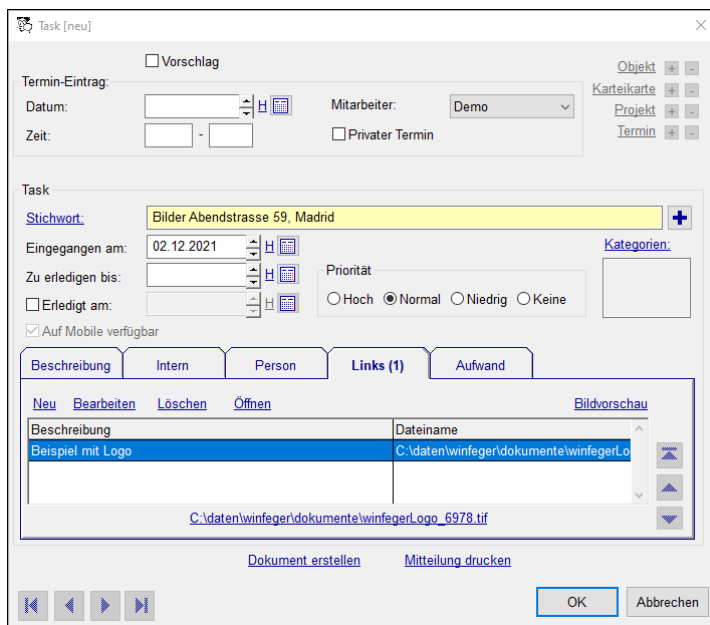 Task [neu]
Vorschlag
Objekt + -
Termin-Eintrag:
Karteikarte + -
Datum: H Mitarbeiter: Demo
Projekt + -
Zeit: - Privater Termin
Termin + -
Task
Stichwort: Bilder Abendstrasse 59, Madrid
Eingegangen am: 02.12.2021 H Kategorien:
Zu erledigen bis: H Priorität
Erledigt am: H Hoch Normal Niedrig Keine
Auf Mobile verfügbar
Beschreibung Intern Person Links (1) Aufwand
Neu Bearbeiten Löschen Öffnen Bildvorschau
Beschreibung Dateiname
Beispiel mit Logo C:\daten\winfeger\dokumente\winfegerLo
C:\daten\winfeger\dokumente\winfegerLogo_6978.tif
Dokument erstellen Mitteilung drucken
OK Abbrechen